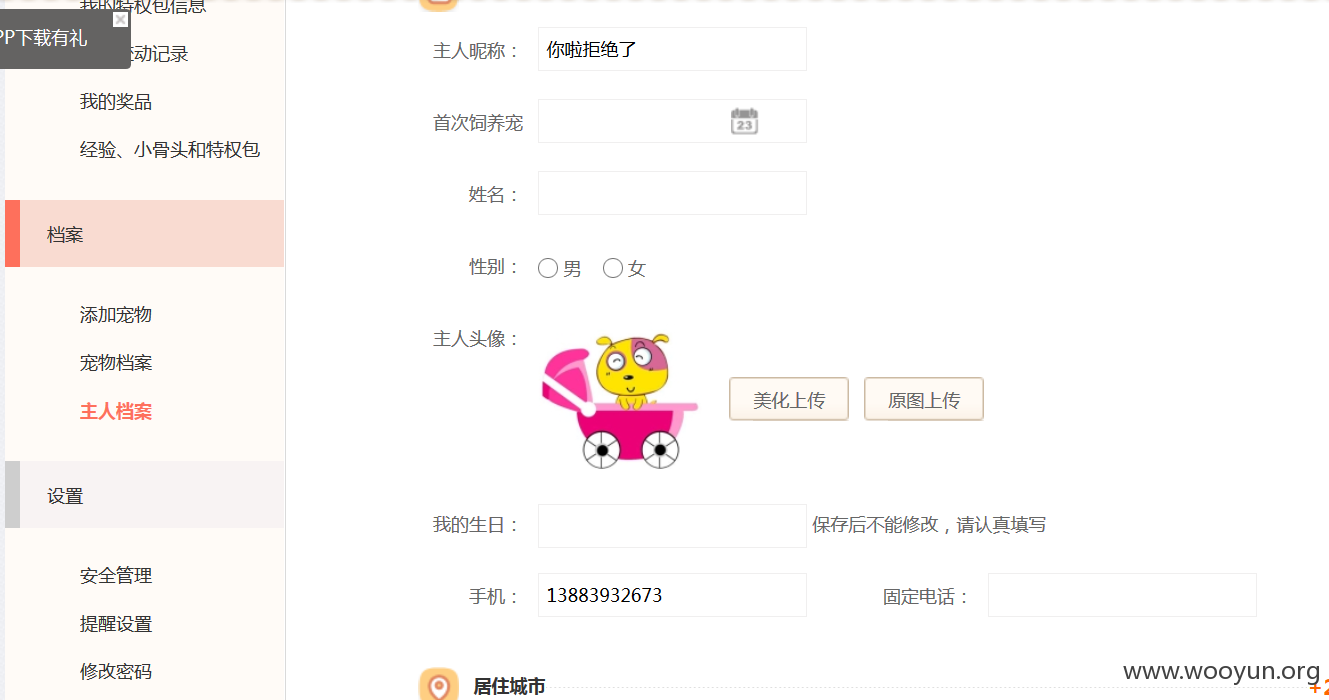 我的特权包信息
PP下载有礼
变动记录
我的奖品
经验、小骨头和特权包
档案
添加宠物
宠物档案
主人档案
设置
安全管理
提醒设置
修改密码
主人昵称： 你啦拒绝了
首次饲养宠
23
姓名：
性别： 男 女
主人头像：
美化上传 原图上传
我的生日： 保存后不能修改，请认真填写
手机： 13883932673 固定电话：
居住城市
www.wooyun.org